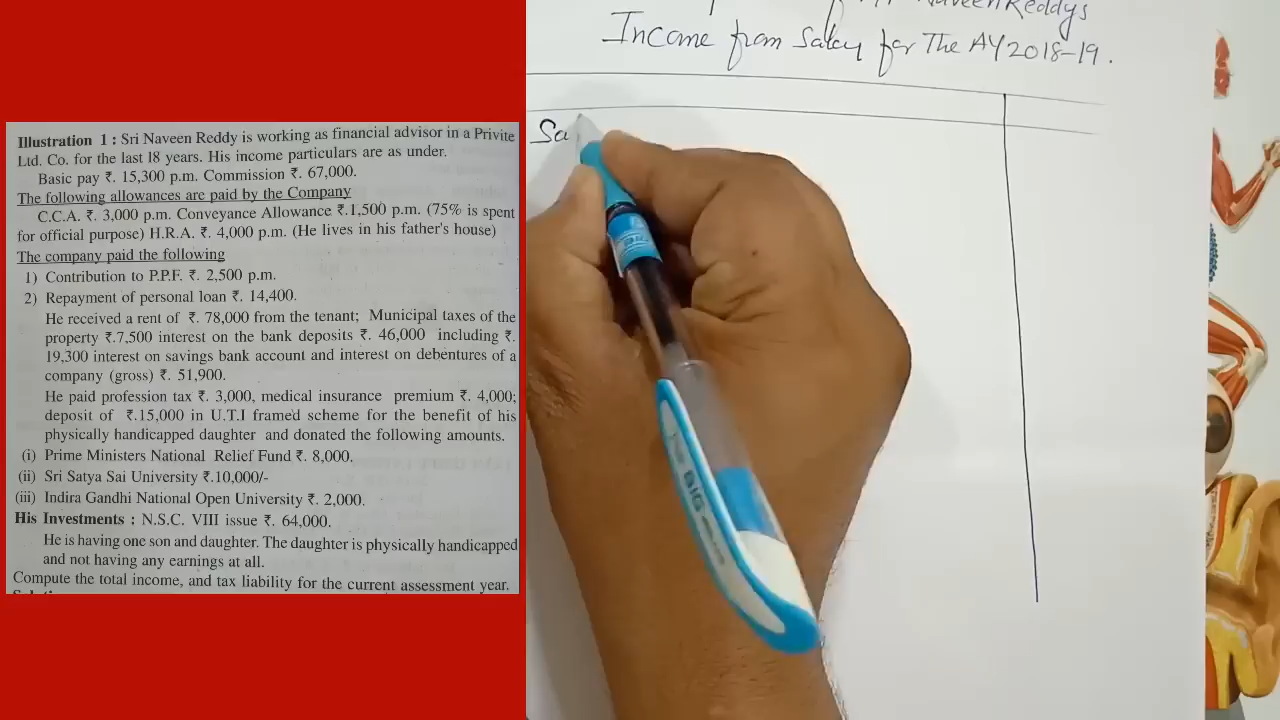 Illustration 1 : Sri Naveen Reddy is working as financial advisor in a Privite
Ltd. Co. for the last 18 years. His income particulars are as under.
Basic pay ₹. 15,300 p.m. Commission ₹. 67,000.
The following allowances are paid by the Company
C.C.A. ₹. 3,000 p.m. Conveyance Allowance ₹.1,500 p.m. (75% is spent
for official purpose) H.R.A. ₹. 4,000 p.m. (He lives in his father's house)
The company paid the following
1) Contribution to P.P.F. ₹. 2,500 p.m.
2) Repayment of personal loan ₹. 14,400.
He received a rent of ₹. 78,000 from the tenant; Municipal taxes of the
property ₹.7,500 interest on the bank deposits ₹. 46,000 including ₹.
19,300 interest on savings bank account and interest on debentures of a
company (gross) ₹. 51,900.
He paid profession tax ₹. 3,000, medical insurance premium ₹. 4,000;
deposit of ₹.15,000 in U.T.I framed scheme for the benefit of his
physically handicapped daughter and donated the following amounts.
(i) Prime Ministers National Relief Fund ₹. 8,000.
(ii) Sri Satya Sai University ₹.10,000/-
(iii) Indira Gandhi National Open University ₹. 2,000.
His Investments : N.S.C. VIII issue ₹. 64,000.
He is having one son and daughter. The daughter is physically handicapped
and not having any earnings at all.
Compute the total income, and tax liability for the current assessment year.
Naveen Reddys
Income from Salary for The AY 2018-19.
Sa
The BIG